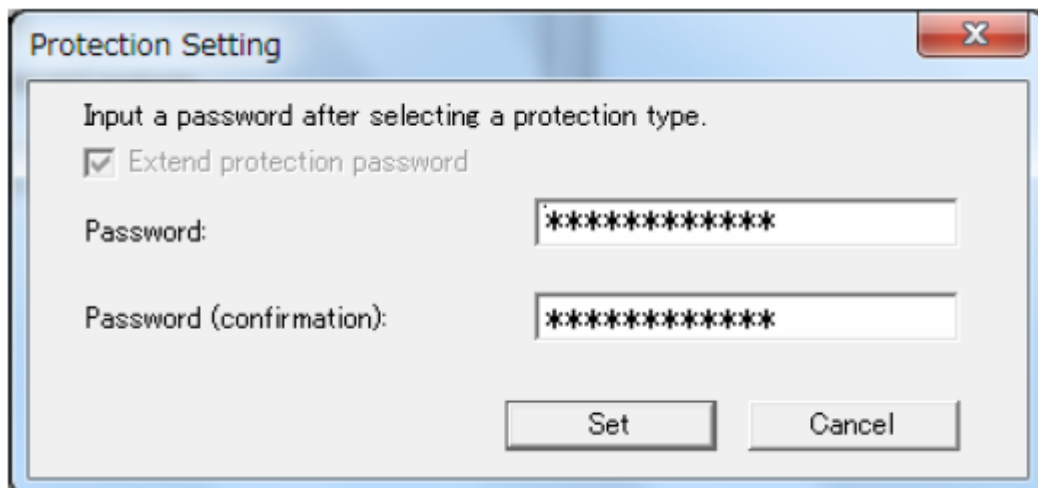 Protection Setting
Input a password after selecting a protection type.
Extend protection password
Password: ************
Password (confirmation): ************
Set Cancel